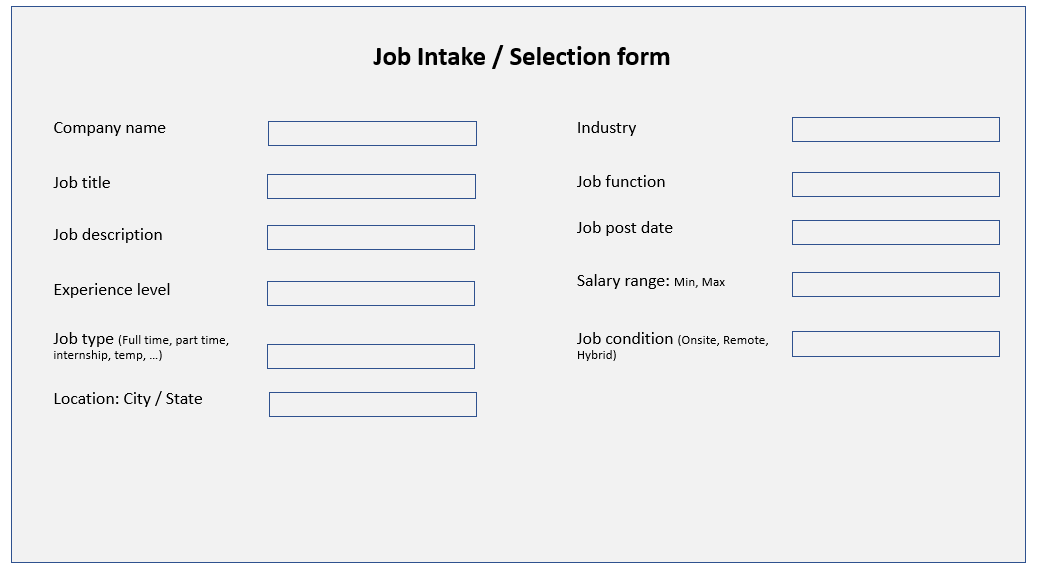 Job Intake / Selection form
Company name
Industry
Job title
Job function
Job description
Job post date
Experience level
Salary range: Min, Max
Job type (Full time, part time,
internship, temp, ...)
Job condition (Onsite, Remote,
Hybrid)
Location: City / State